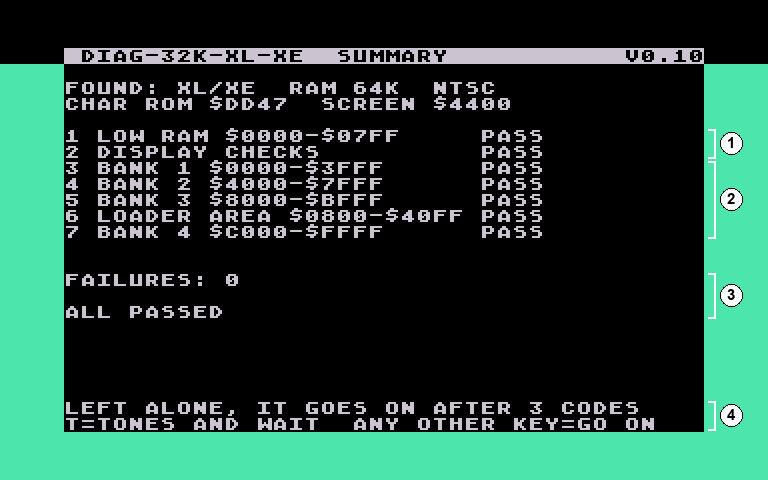 DIAG-32K-XL-XE SUMMARY V0.10
FOUND: XL/XE RAM 64K NTSC
CHAR ROM $DD47 SCREEN $4400
1 LOW RAM $0000-$07FF PASS
2 DISPLAY CHECKS PASS
3 BANK 1 $0000-$3FFF PASS
4 BANK 2 $4000-$7FFF PASS
5 BANK 3 $8000-$BFFF PASS
6 LOADER AREA $0800-$40FF PASS
7 BANK 4 $C000-$FFFF PASS
FAILURES: 0
ALL PASSED
LEFT ALONE, IT GOES ON AFTER 3 CODES
T=TONES AND WAIT ANY OTHER KEY=GO ON
1
2
3
4